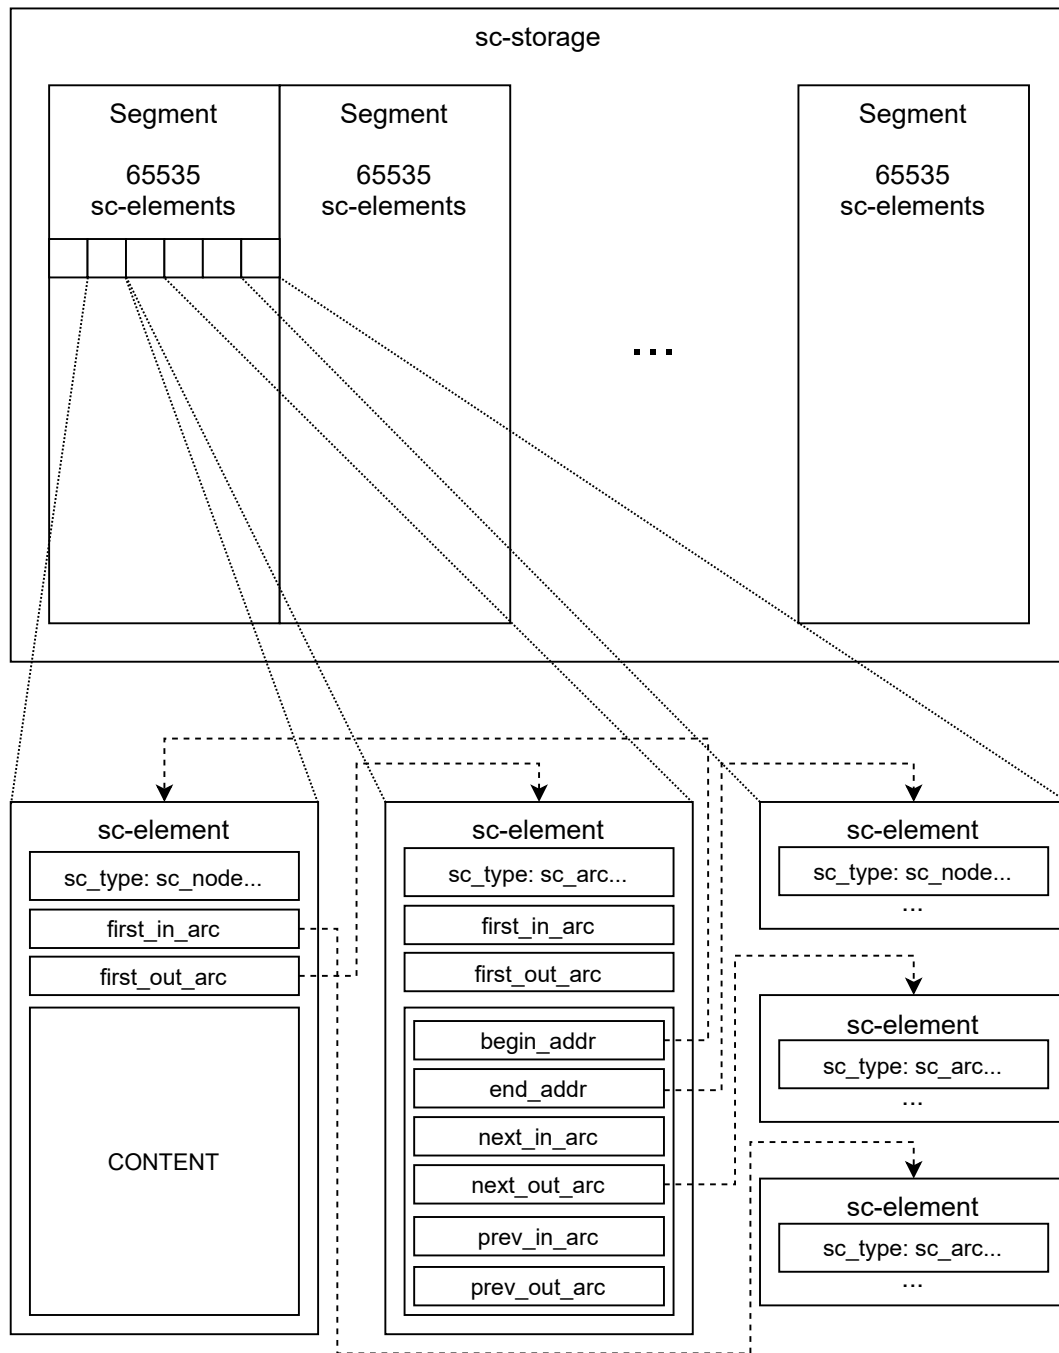 sc-storage
Segment
65535
sc-elements
Segment
65535
sc-elements
...
Segment
65535
sc-elements
sc-element
sc_type: sc_node...
first_in_arc
first_out_arc
CONTENT
sc-element
sc_type: sc_arc...
first_in_arc
first_out_arc
begin_addr
end_addr
next_in_arc
next_out_arc
prev_in_arc
prev_out_arc
sc-element
sc_type: sc_node...
...
sc-element
sc_type: sc_arc...
...
sc-element
sc_type: sc_arc...
...